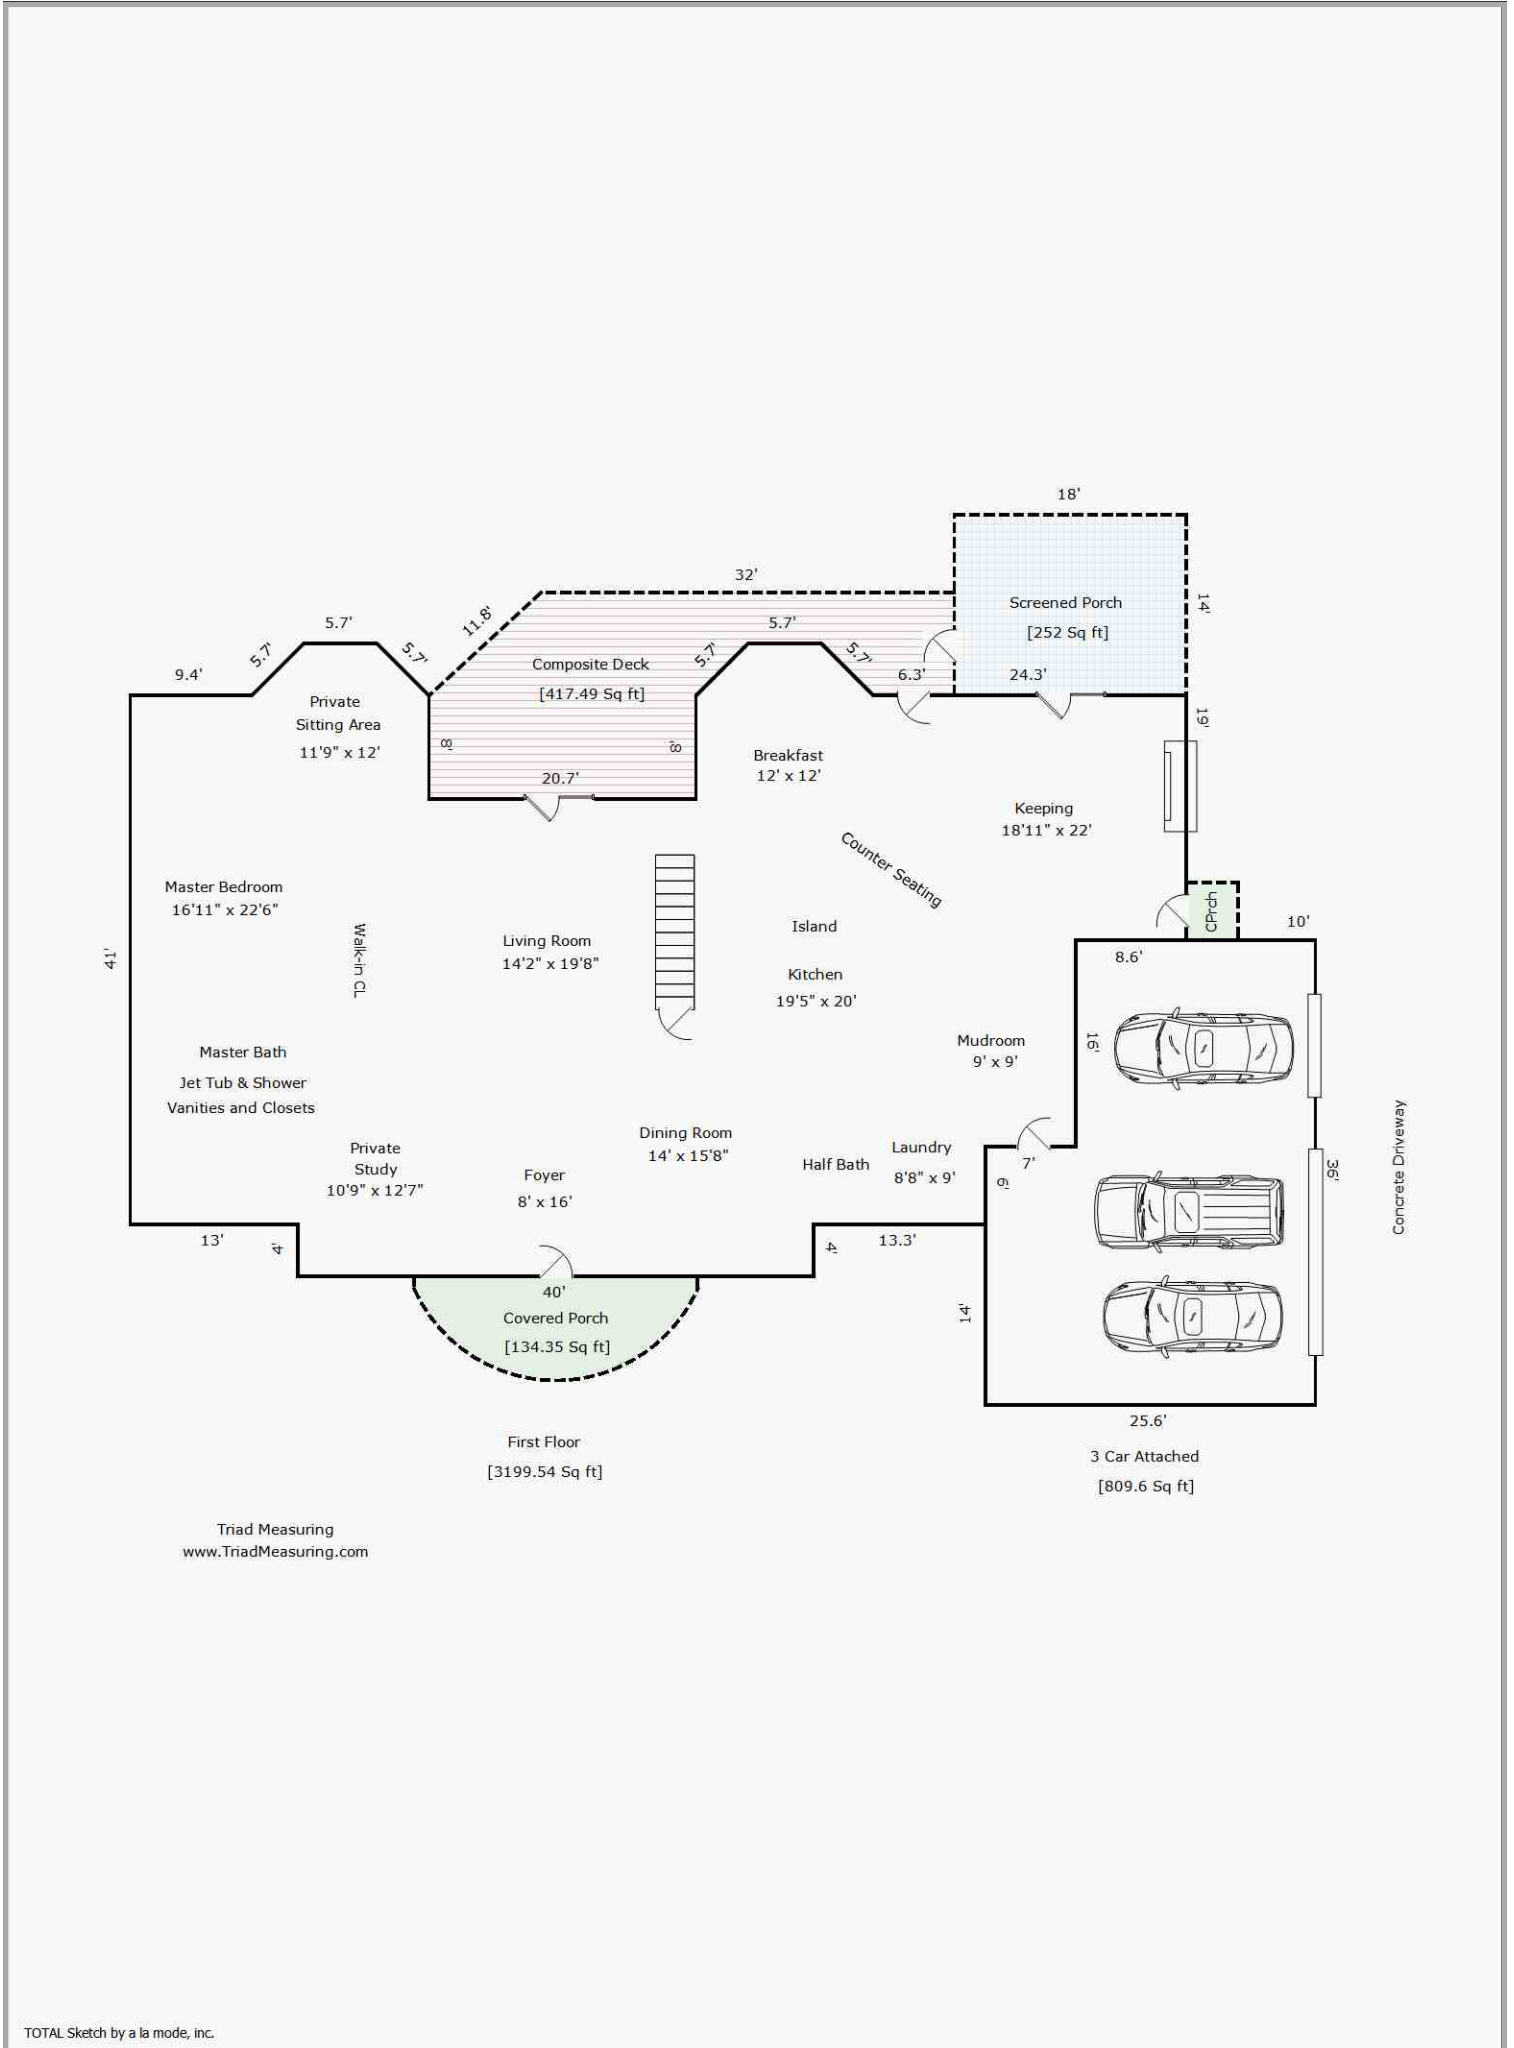 18'
32'
11.8'
Screened Porch
14'
[252 Sq ft]
5.7'
5.7'
5.7'
5.7'
5.7'
5.7'
Composite Deck
[417.49 Sq ft]
9.4'
6.3'
24.3'
Private
Sitting Area
11'9" x 12'
19'
8'
8'
20.7'
Breakfast
12' x 12'
Keeping
18'11" x 22'
Counter Seating
Master Bedroom
16'11" x 22'6"
CPrch
10'
Island
Walk-in CL
Living Room
14'2" x 19'8"
41'
8.6'
Kitchen
19'5" x 20'
Mudroom
9' x 9'
16'
Master Bath
Jet Tub & Shower
Vanities and Closets
Dining Room
14' x 15'8"
Private
Study
10'9" x 12'7"
Foyer
8' x 16'
Half Bath
Laundry
8'8" x 9'
7'
6'
36'
Concrete Driveway
13'
4'
4'
13.3'
40'
Covered Porch
[134.35 Sq ft]
14'
25.6'
First Floor
[3199.54 Sq ft]
3 Car Attached
[809.6 Sq ft]
Triad Measuring
www.TriadMeasuring.com
TOTAL Sketch by a la mode, inc.